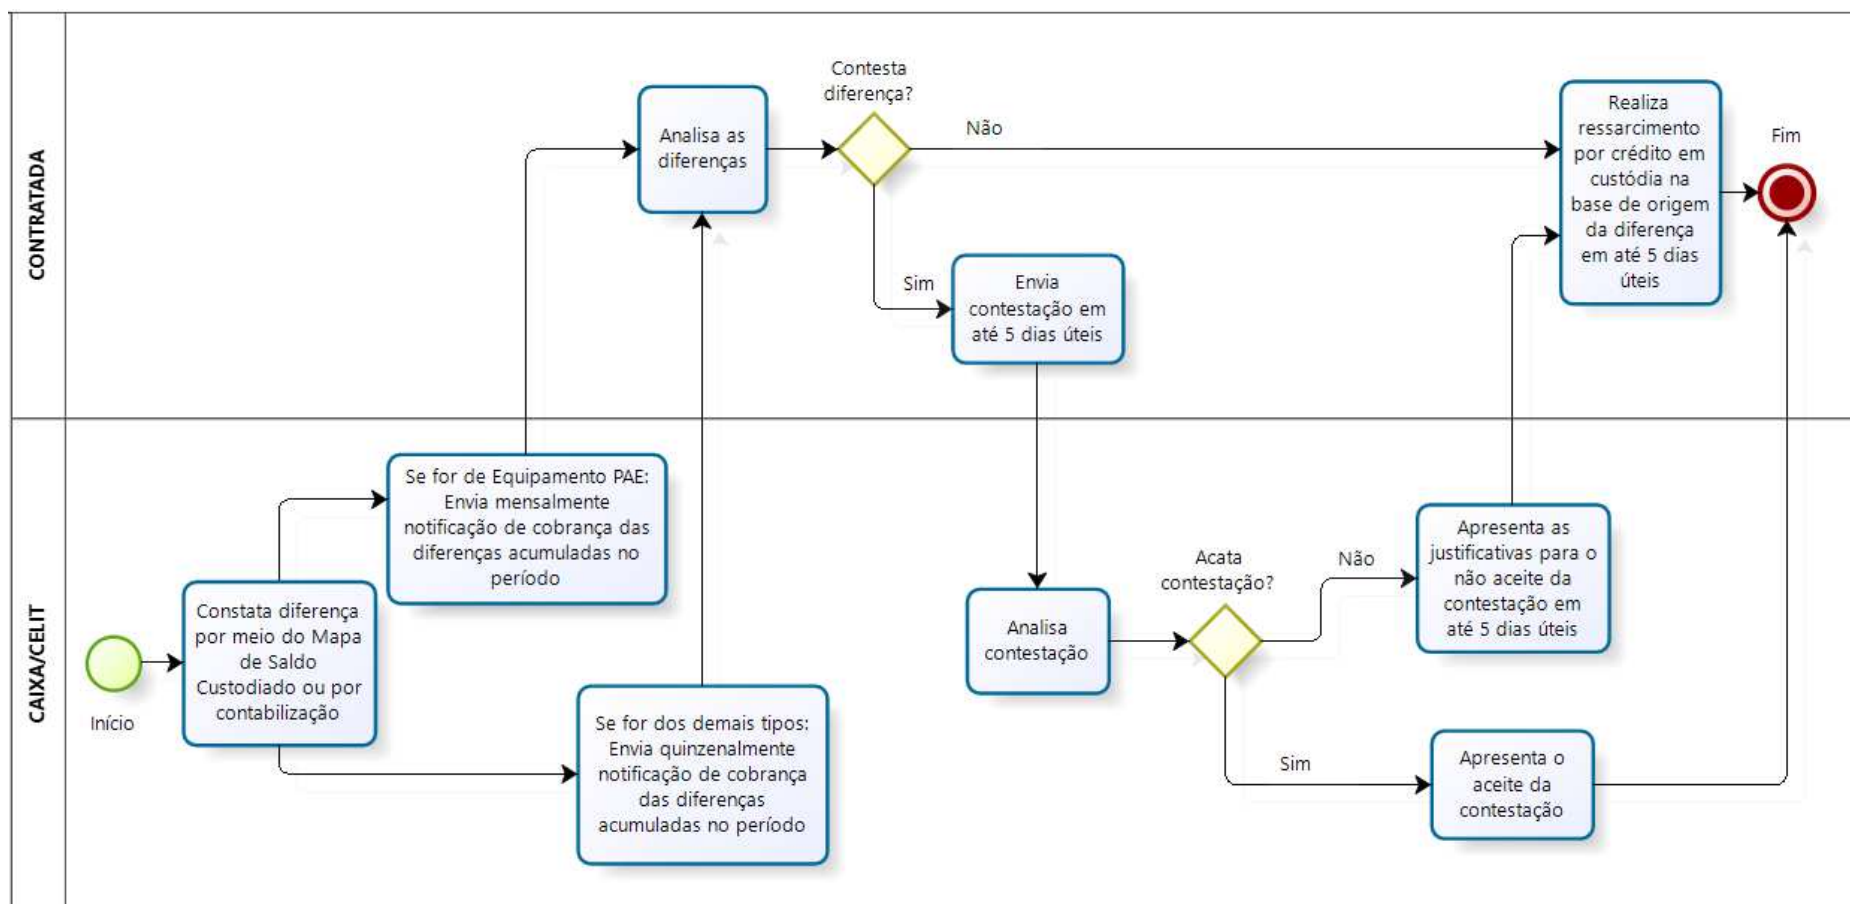 CONTRATADA
Analisa as
diferenças
Contesta
diferença?
Não
Sim
Envia
contestação em
até 5 dias úteis
Realiza
ressarcimento
por crédito em
custódia na
base de origem
da diferença
em até 5 dias
úteis
Fim
CAIXA/CELIT
Início
Constata diferença
por meio do Mapa
de Saldo
Custodiado ou por
contabilização
Se for de Equipamento PAE:
Envia mensalmente
notificação de cobrança das
diferenças acumuladas no
período
Se for dos demais tipos:
Envia quinzenalmente
notificação de cobrança
das diferenças
acumuladas no período
Analisa
contestação
Acata
contestação?
Não
Apresenta as
justificativas para o
não aceite da
contestação em
até 5 dias úteis
Sim
Apresenta o
aceite da
contestação